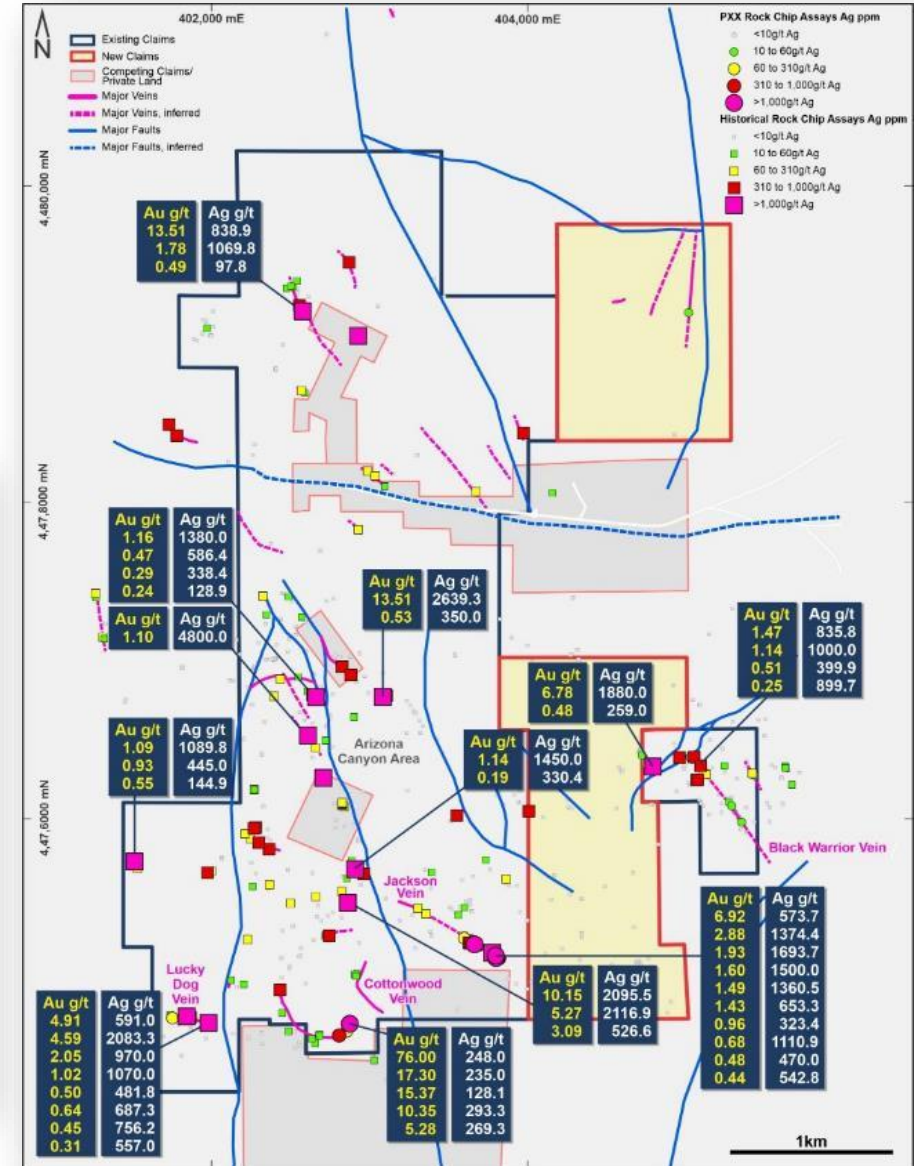 402,000 mE
404,000 mE
N
Existing Claims
New Claims
Competing Claims/
Private Land
Major Veins
Major Veins, inferred
Major Faults
Major Faults, inferred
PXX Rock Chip Assays Ag ppm
<10g/t Ag
10 to 60g/t Ag
60 to 310g/t Ag
310 to 1,000g/t Ag
>1,000g/t Ag
Historical Rock Chip Assays Ag ppm
<10g/t Ag
10 to 60g/t Ag
60 to 310g/t Ag
310 to 1,000g/t Ag
>1,000g/t Ag
4,480,000 mN
Au g/t Ag g/t
13.51 838.9
1.78 1069.8
0.49 97.8
4,47,8000 mN
Au g/t Ag g/t
1.16 1380.0
0.47 586.4
0.29 338.4
0.24 128.9
Au g/t Ag g/t
1.10 4800.0
Au g/t Ag g/t
13.51 2639.3
0.53 350.0
Au g/t Ag g/t
1.47 835.8
1.14 1000.0
0.51 399.9
0.25 899.7
Au g/t Ag g/t
6.78 1880.0
0.48 259.0
Au g/t Ag g/t
1.09 1089.8
0.93 445.0
0.55 144.9
Arizona
Canyon Area
Au g/t Ag g/t
1.14 1450.0
0.19 330.4
4,47,6000 mN
Black Warrior Vein
Jackson
Vein
Au g/t Ag g/t
6.92 573.7
2.88 1374.4
1.93 1693.7
1.60 1500.0
1.49 1360.5
1.43 653.3
0.96 323.4
0.68 1110.9
0.48 470.0
0.44 542.8
Lucky
Dog
Vein
Cottonwood
Vein
Au g/t Ag g/t
10.15 2095.5
5.27 2116.9
3.09 526.6
Au g/t Ag g/t
4.91 591.0
4.59 2083.3
2.05 970.0
1.02 1070.0
0.50 481.8
0.64 687.3
0.45 756.2
0.31 557.0
Au g/t Ag g/t
76.00 248.0
17.30 235.0
15.37 128.1
10.35 293.3
5.28 269.3
1km